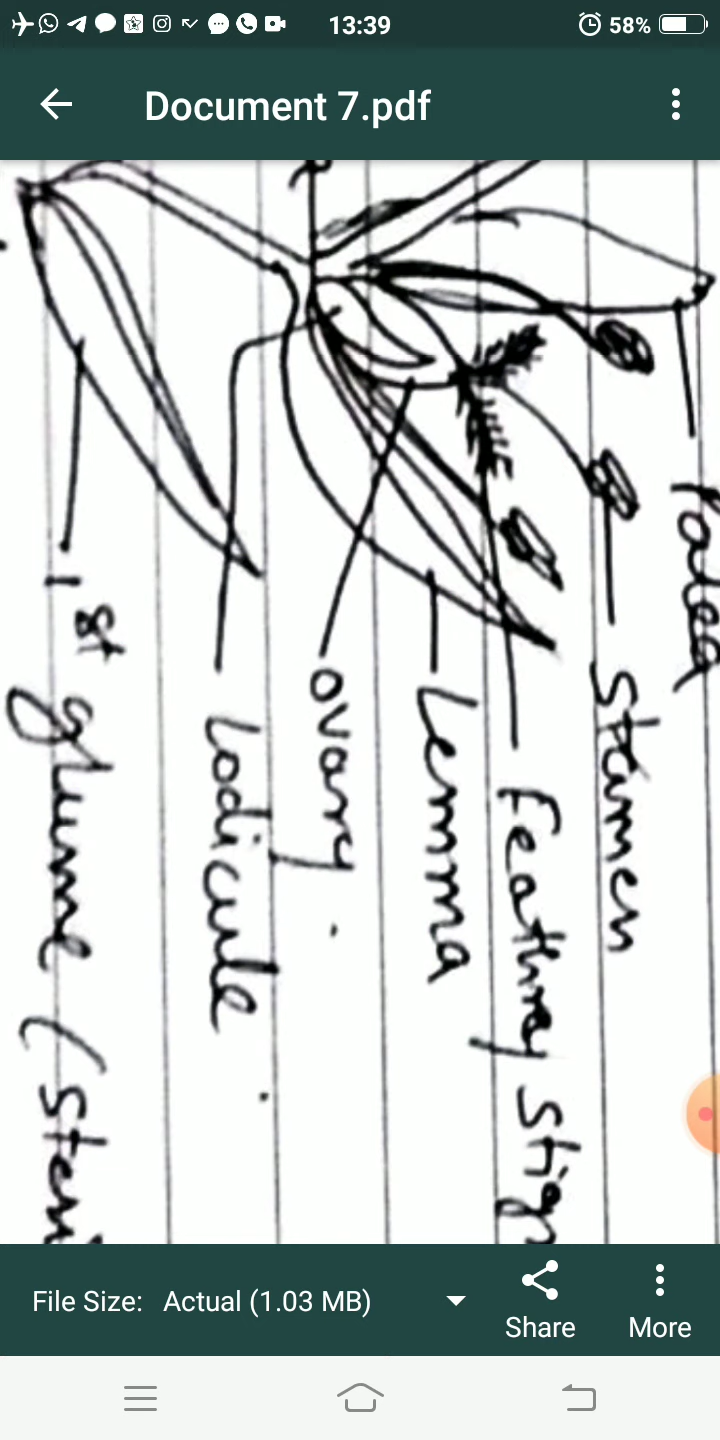 13:39
58%
Document 7.pdf
Palea
Stamen
Feathray stig
Lemma
ovary.
Lodicule.
1st glume (steri
File Size: Actual (1.03 MB)
Share
More